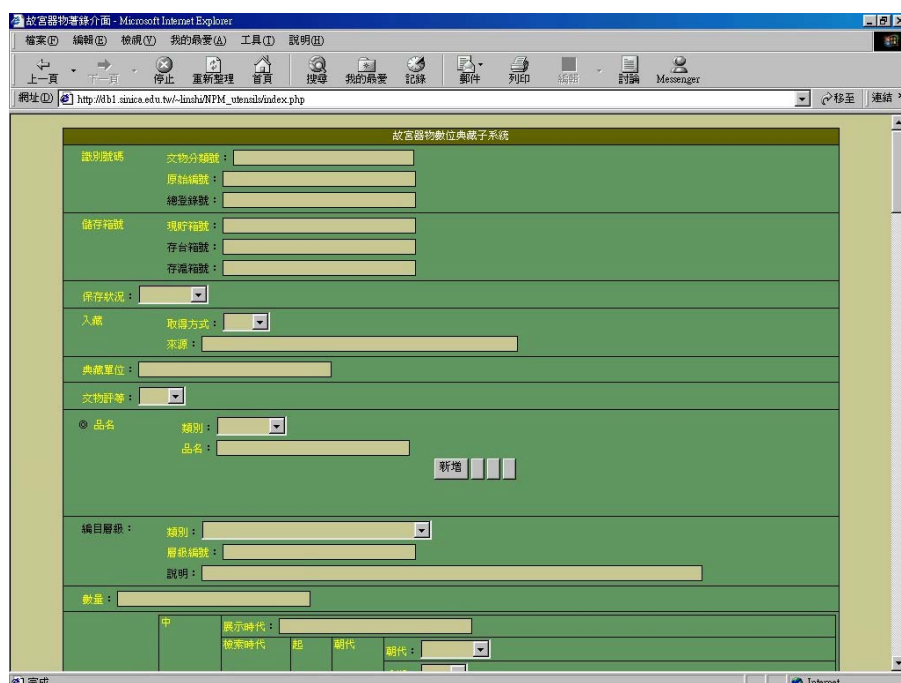 故宮器物著錄介面 - Microsoft Internet Explorer
檔案(F) 編輯(E) 檢視(V) 我的最愛(A) 工具(T) 說明(H)
上一頁 下一頁 停止 重新整理 首頁 搜尋 我的最愛 記錄 郵件 列印 編輯 討論 Messenger
網址(D) http://db1.sinica.edu.tw/~linshi/NPM_utensils/index.php 移至 連結 »
故宮器物數位典藏子系統
識別號碼 文物分類號：
原始編號：
總登錄號：
儲存箱號 現貯箱號：
存台箱號：
存滬箱號：
保存狀況：
入藏 取得方式：
來源：
典藏單位：
文物評等：
◎ 品名 類別：
品名：
新增
編目層級： 類別：
層級編號：
說明：
數量：
中 展示時代：
檢索時代 起 朝代 朝代：
完成 Internet